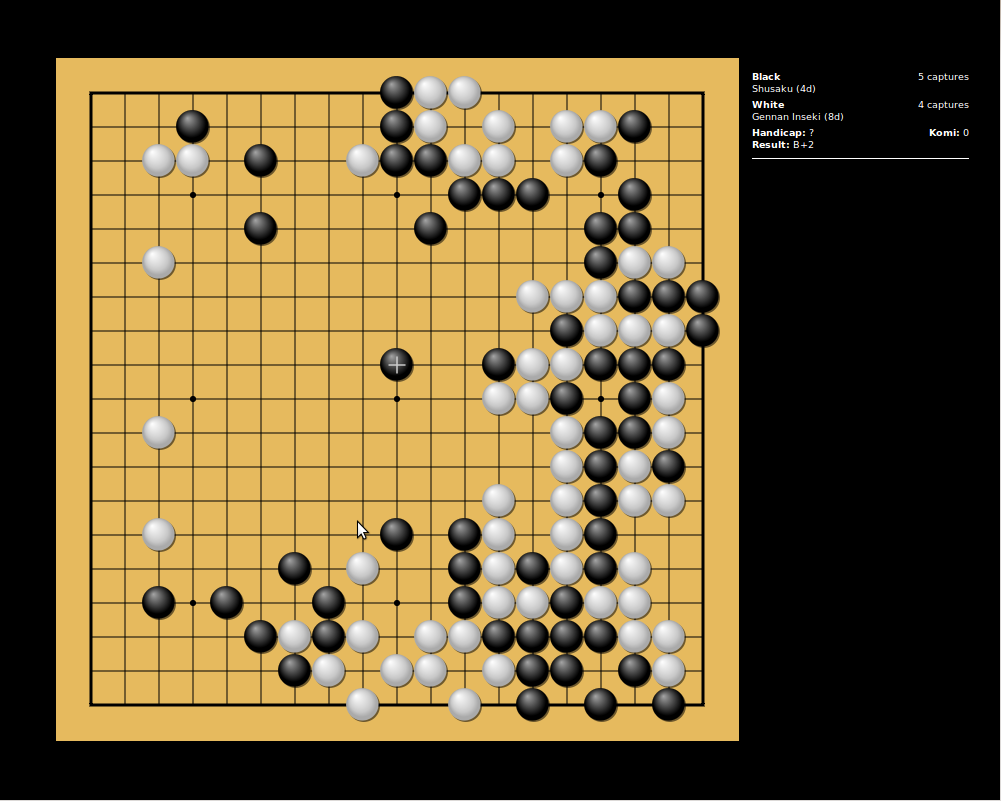 Black 5 captures
Shusaku (4d)
White 4 captures
Gennan Inseki (8d)
Handicap: ? Komi: 0
Result: B+2